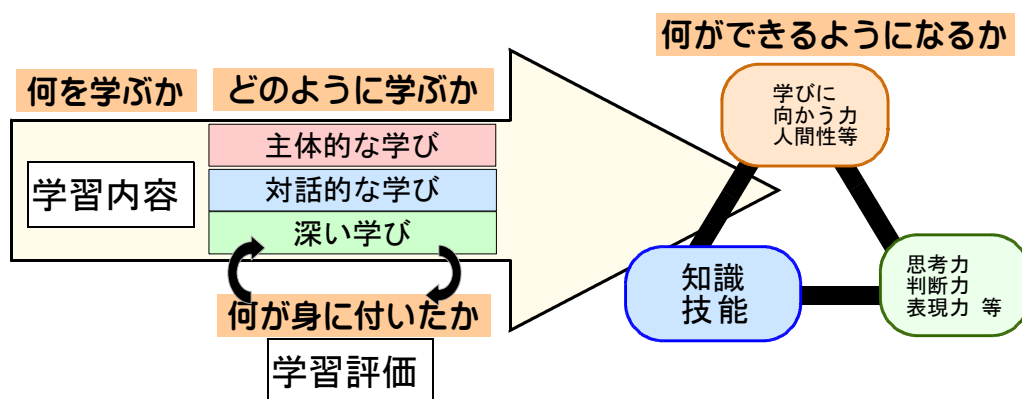 何を学ぶか
どのように学ぶか
何ができるようになるか
学習内容
主体的な学び
対話的な学び
深い学び
何が身に付いたか
学習評価
学びに
向かう力
人間性等
知識
技能
思考力
判断力
表現力 等